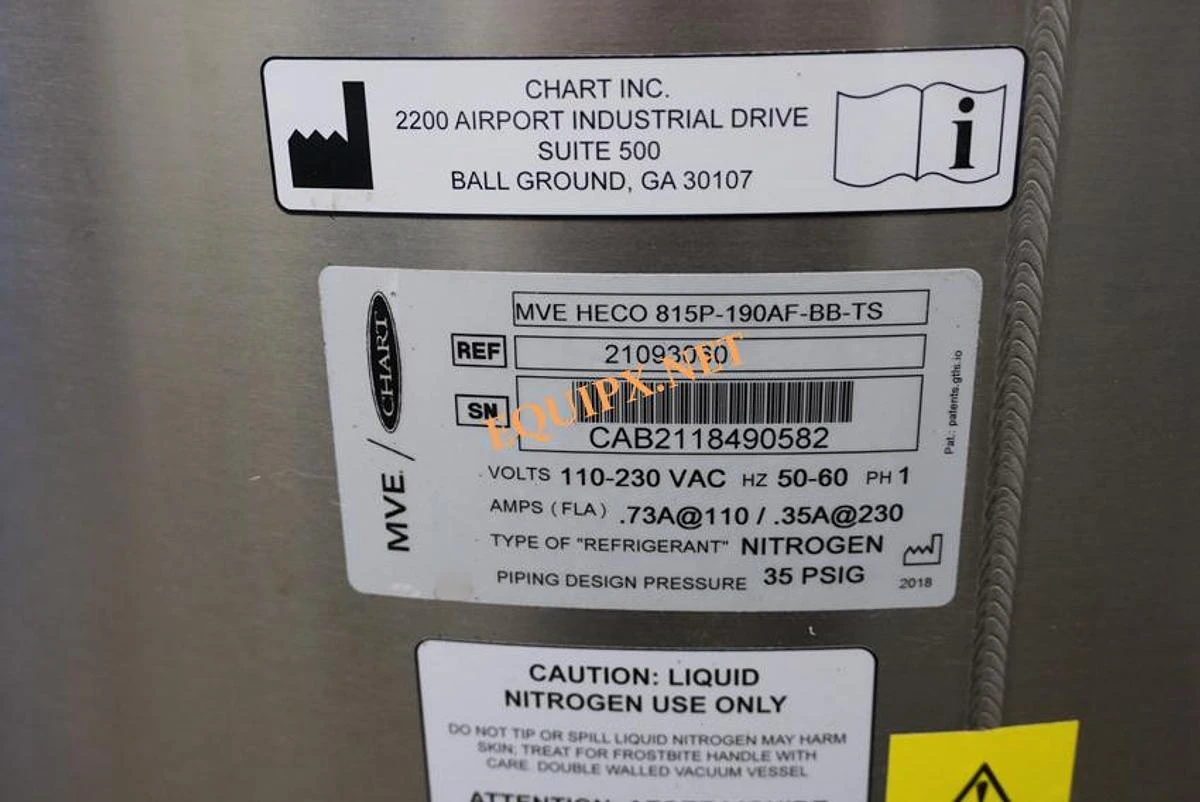 CHART INC.
2200 AIRPORT INDUSTRIAL DRIVE
SUITE 500
BALL GROUND, GA 30107
i
CHART
MVE
MVE HECO 815P-190AF-BB-TS
REF 21093060
SN
CAB2118490582
EQUIPX.NET
VOLTS 110-230 VAC HZ 50-60 PH 1
AMPS (FLA) .73A@110 / .35A@230
TYPE OF "REFRIGERANT" NITROGEN
PIPING DESIGN PRESSURE 35 PSIG
2018
Pat.: patents.gtls.io
CAUTION: LIQUID
NITROGEN USE ONLY
DO NOT TIP OR SPILL LIQUID NITROGEN MAY HARM
SKIN; TREAT FOR FROSTBITE HANDLE WITH
CARE. DOUBLE WALLED VACUUM VESSEL